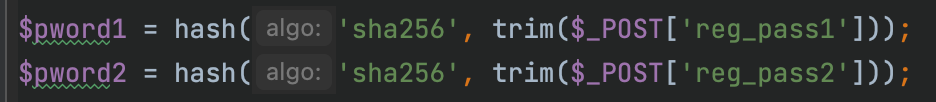 $pword1 = hash( algo: 'sha256', trim($_POST['reg_pass1']));
$pword2 = hash( algo: 'sha256', trim($_POST['reg_pass2']));